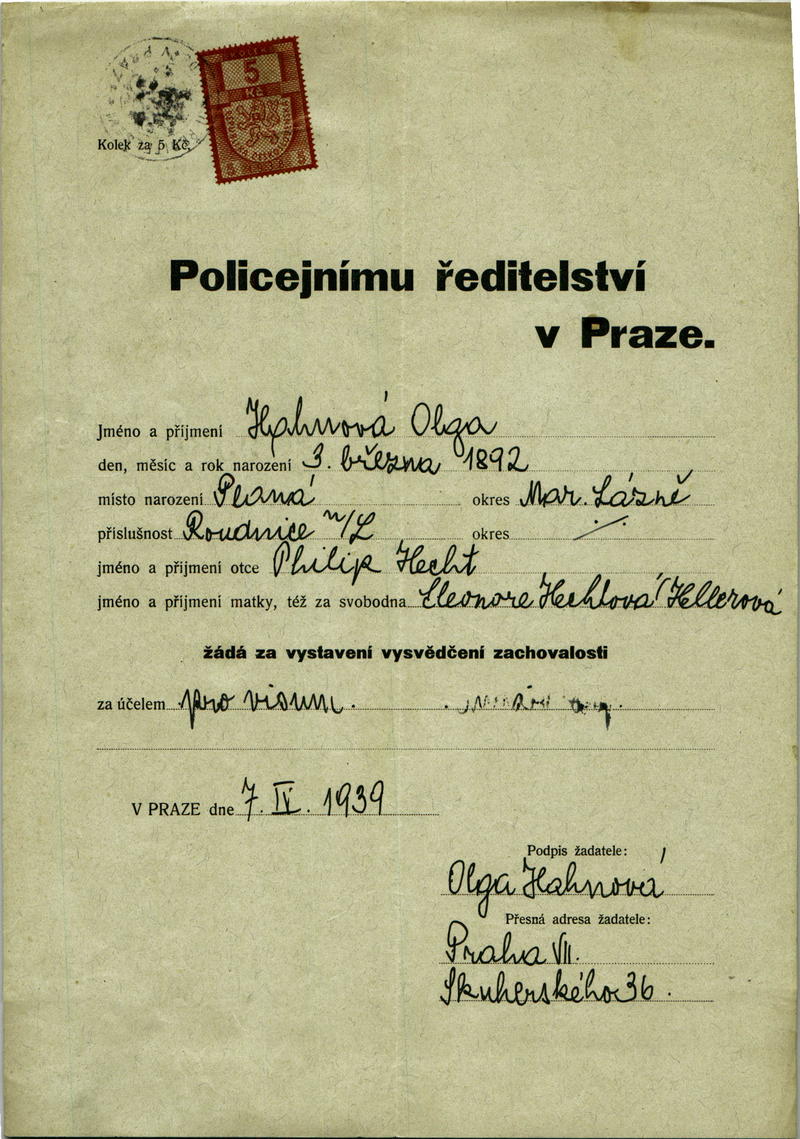 KOLEK
5
Kč
Kolek za 5 Kč.
Policejnímu ředitelství
v Praze.
Jméno a příjmení Hahnová Olga
den, měsíc a rok narození 3. března 1892
místo narození Planá okres Mar. Lázně
příslušnost Roudnice n/L okres
jméno a příjmení otce Philip Hecht
jméno a příjmení matky, též za svobodna Eleonore Hechtová / Hellerová
žádá za vystavení vysvědčení zachovalosti
za účelem pro visum.
V PRAZE dne 7. IV. 1939
Podpis žadatele:
Olga Hahnová
Přesná adresa žadatele:
Praha VII.
Skuherského 36.